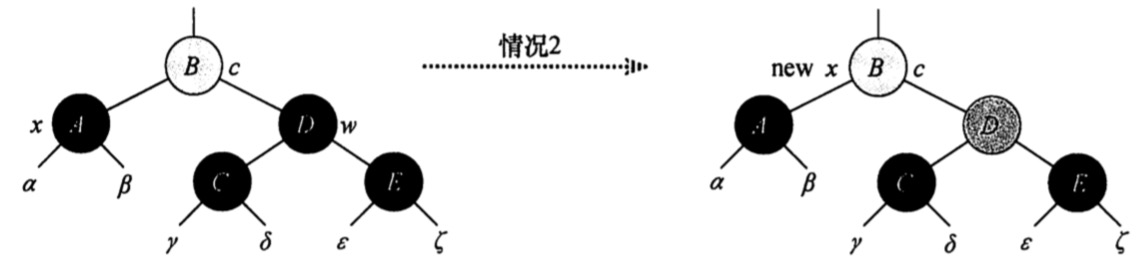 情况2
B c
x A
D w
C
E
α β
γ δ ε ζ
new x B c
A
D
C
E
α β
γ δ ε ζ